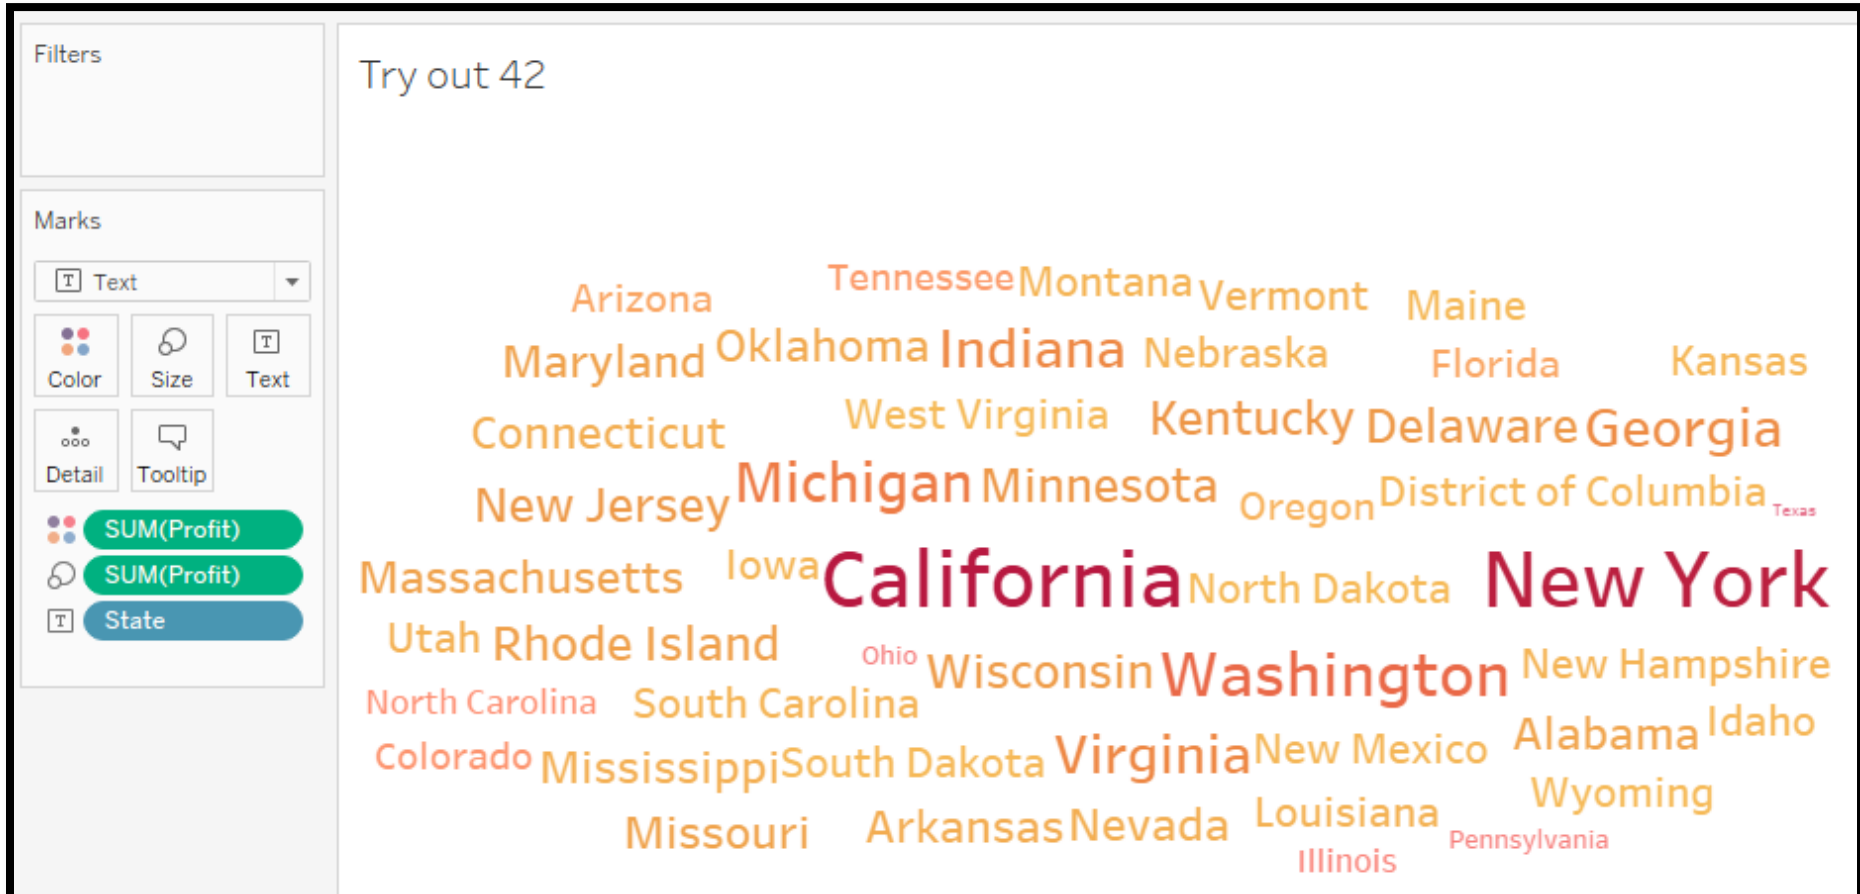 Filters
Marks
Text
Color Size Text
Detail Tooltip
SUM(Profit)
SUM(Profit)
State
Try out 42
Arizona Tennessee Montana Vermont Maine
Maryland Oklahoma Indiana Nebraska Florida Kansas
Connecticut West Virginia Kentucky Delaware Georgia
New Jersey Michigan Minnesota Oregon District of Columbia Texas
Massachusetts Iowa California North Dakota New York
Utah Rhode Island Ohio Wisconsin Washington New Hampshire
North Carolina South Carolina Alabama Idaho
Colorado Mississippi South Dakota Virginia New Mexico Wyoming
Missouri Arkansas Nevada Louisiana Pennsylvania
Illinois